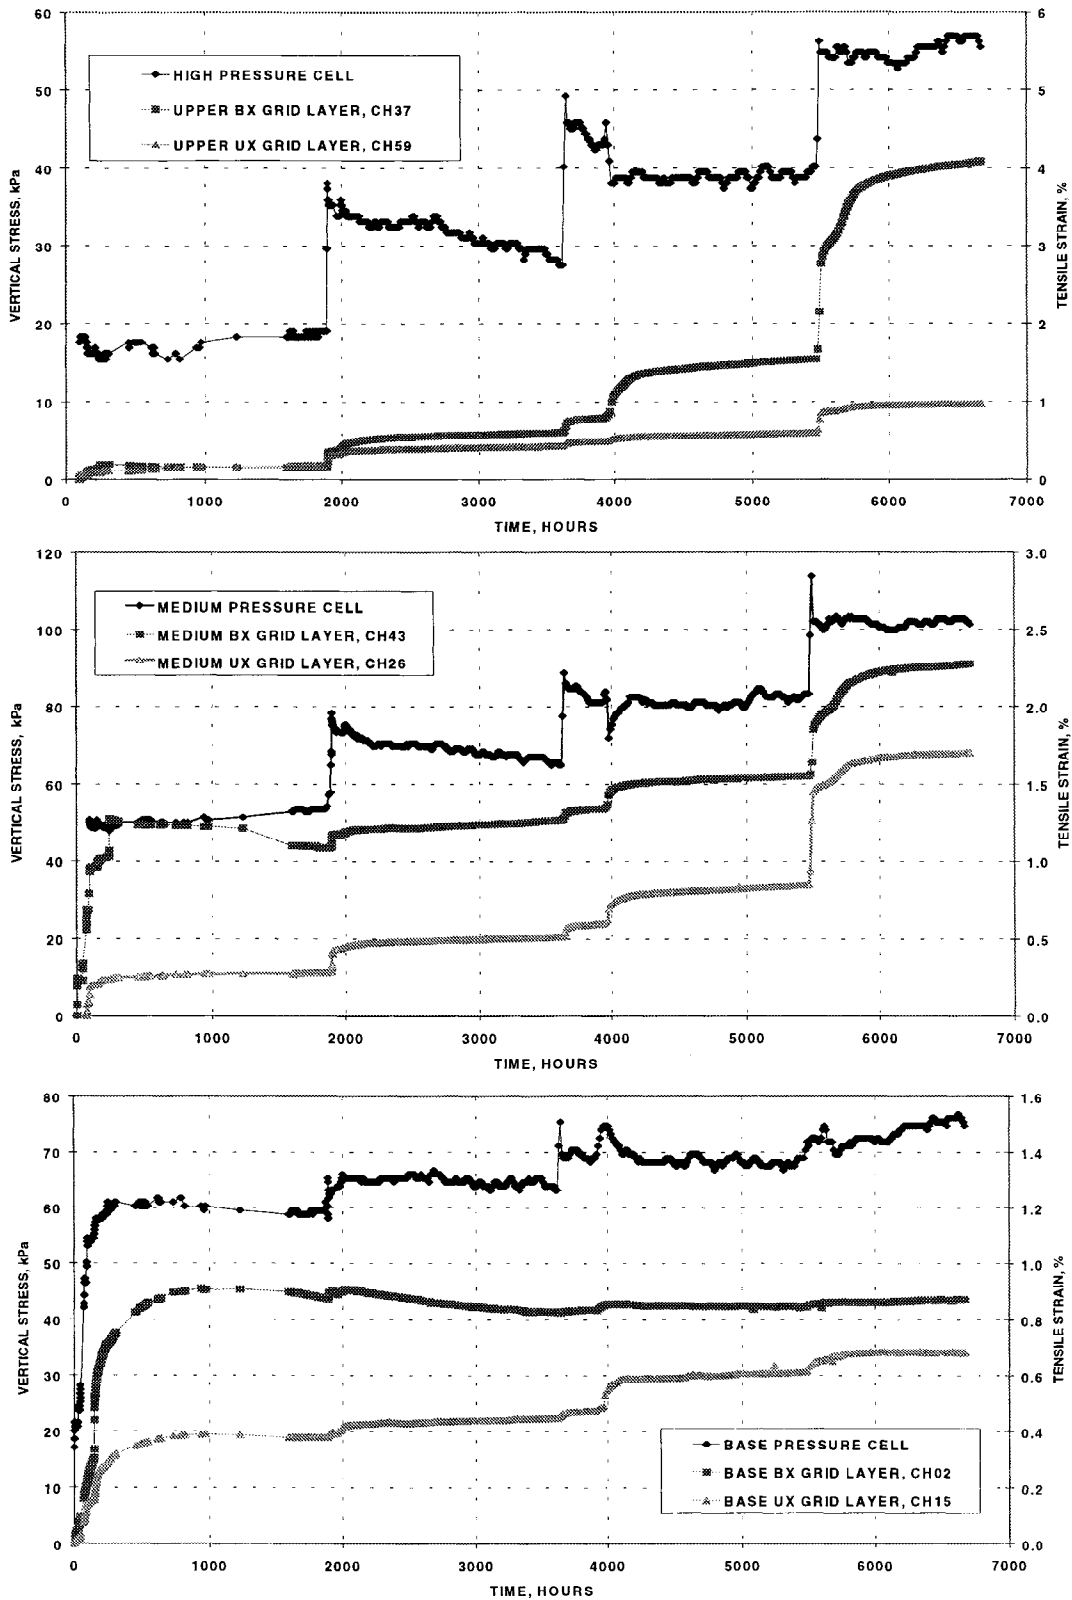 60
50
40
30
20
10
0
6
5
4
3
2
1
0
VERTICAL STRESS, kPa
TENSILE STRAIN, %
HIGH PRESSURE CELL
UPPER BX GRID LAYER, CH37
UPPER UX GRID LAYER, CH59
0 1000 2000 3000 4000 5000 6000 7000
TIME, HOURS
120
100
80
60
40
20
0
3.0
2.5
2.0
1.5
1.0
0.5
0.0
VERTICAL STRESS, kPa
TENSILE STRAIN, %
MEDIUM PRESSURE CELL
MEDIUM BX GRID LAYER, CH43
MEDIUM UX GRID LAYER, CH26
0 1000 2000 3000 4000 5000 6000 7000
TIME, HOURS
80
70
60
50
40
30
20
10
0
1.6
1.4
1.2
1.0
0.8
0.6
0.4
0.2
0.0
VERTICAL STRESS, kPa
TENSILE STRAIN, %
BASE PRESSURE CELL
BASE BX GRID LAYER, CH02
BASE UX GRID LAYER, CH15
0 1000 2000 3000 4000 5000 6000 7000
TIME, HOURS